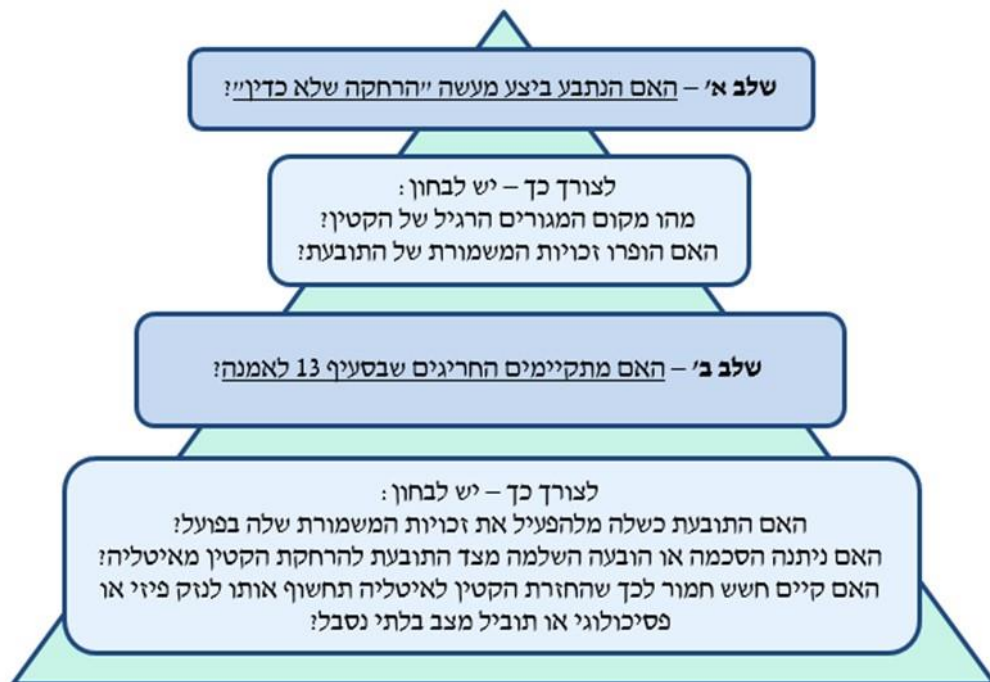 שלב א' – האם הנתבע ביצע מעשה "הרחקה שלא כדין"?
לצורך כך – יש לבחון:
מהו מקום המגורים הרגיל של הקטין?
האם הופרו זכויות המשמורת של התובעת?
שלב ב' – האם מתקיימים החריגים שבסעיף 13 לאמנה?
לצורך כך – יש לבחון:
האם התובעת כשלה מלהפעיל את זכויות המשמורת שלה בפועל?
האם ניתנה הסכמה או הובעה השלמה מצד התובעת להרחקת הקטין מאיטליה?
האם קיים חשש חמור לכך שהחזרת הקטין לאיטליה תחשוף אותו לנזק פיזי או
פסיכולוגי או תוביל מצב בלתי נסבל?